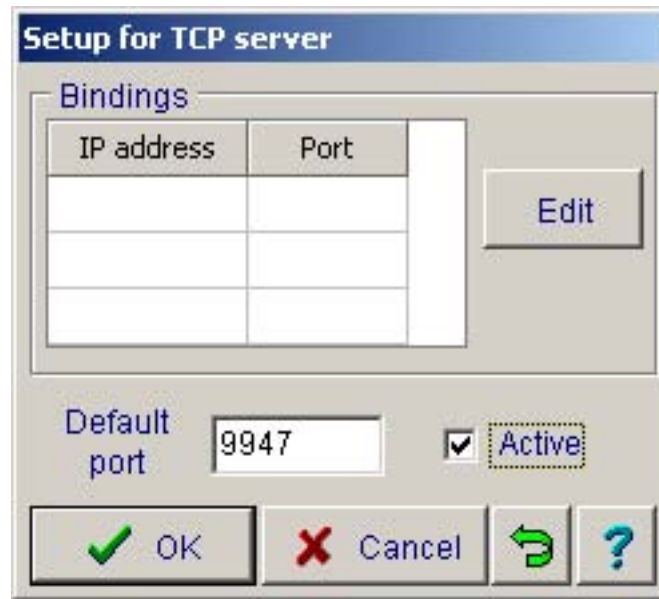 Setup for TCP server
Bindings
IP address Port
Edit
Default
port
9947
Active
OK
Cancel
?